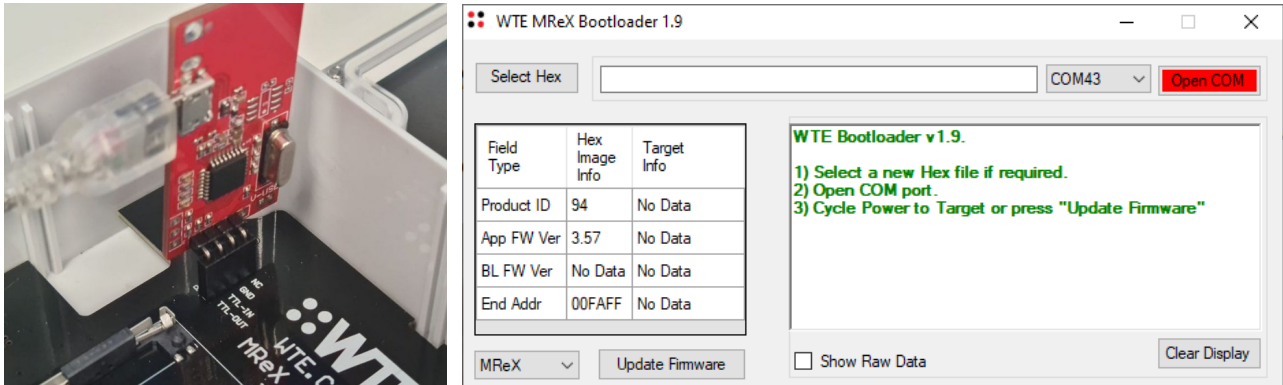 V-USB
NC
GND
TTL-IN
TTL-OUT
WTE
WTE.C
MReX
WTE MReX Bootloader 1.9
Select Hex
COM43
Open COM
Field Type
Hex Image Info
Target Info
Product ID
94
No Data
App FW Ver
3.57
No Data
BL FW Ver
No Data
No Data
End Addr
00FAFF
No Data
MReX
Update Firmware
WTE Bootloader v1.9.
1) Select a new Hex file if required.
2) Open COM port.
3) Cycle Power to Target or press "Update Firmware"
Show Raw Data
Clear Display